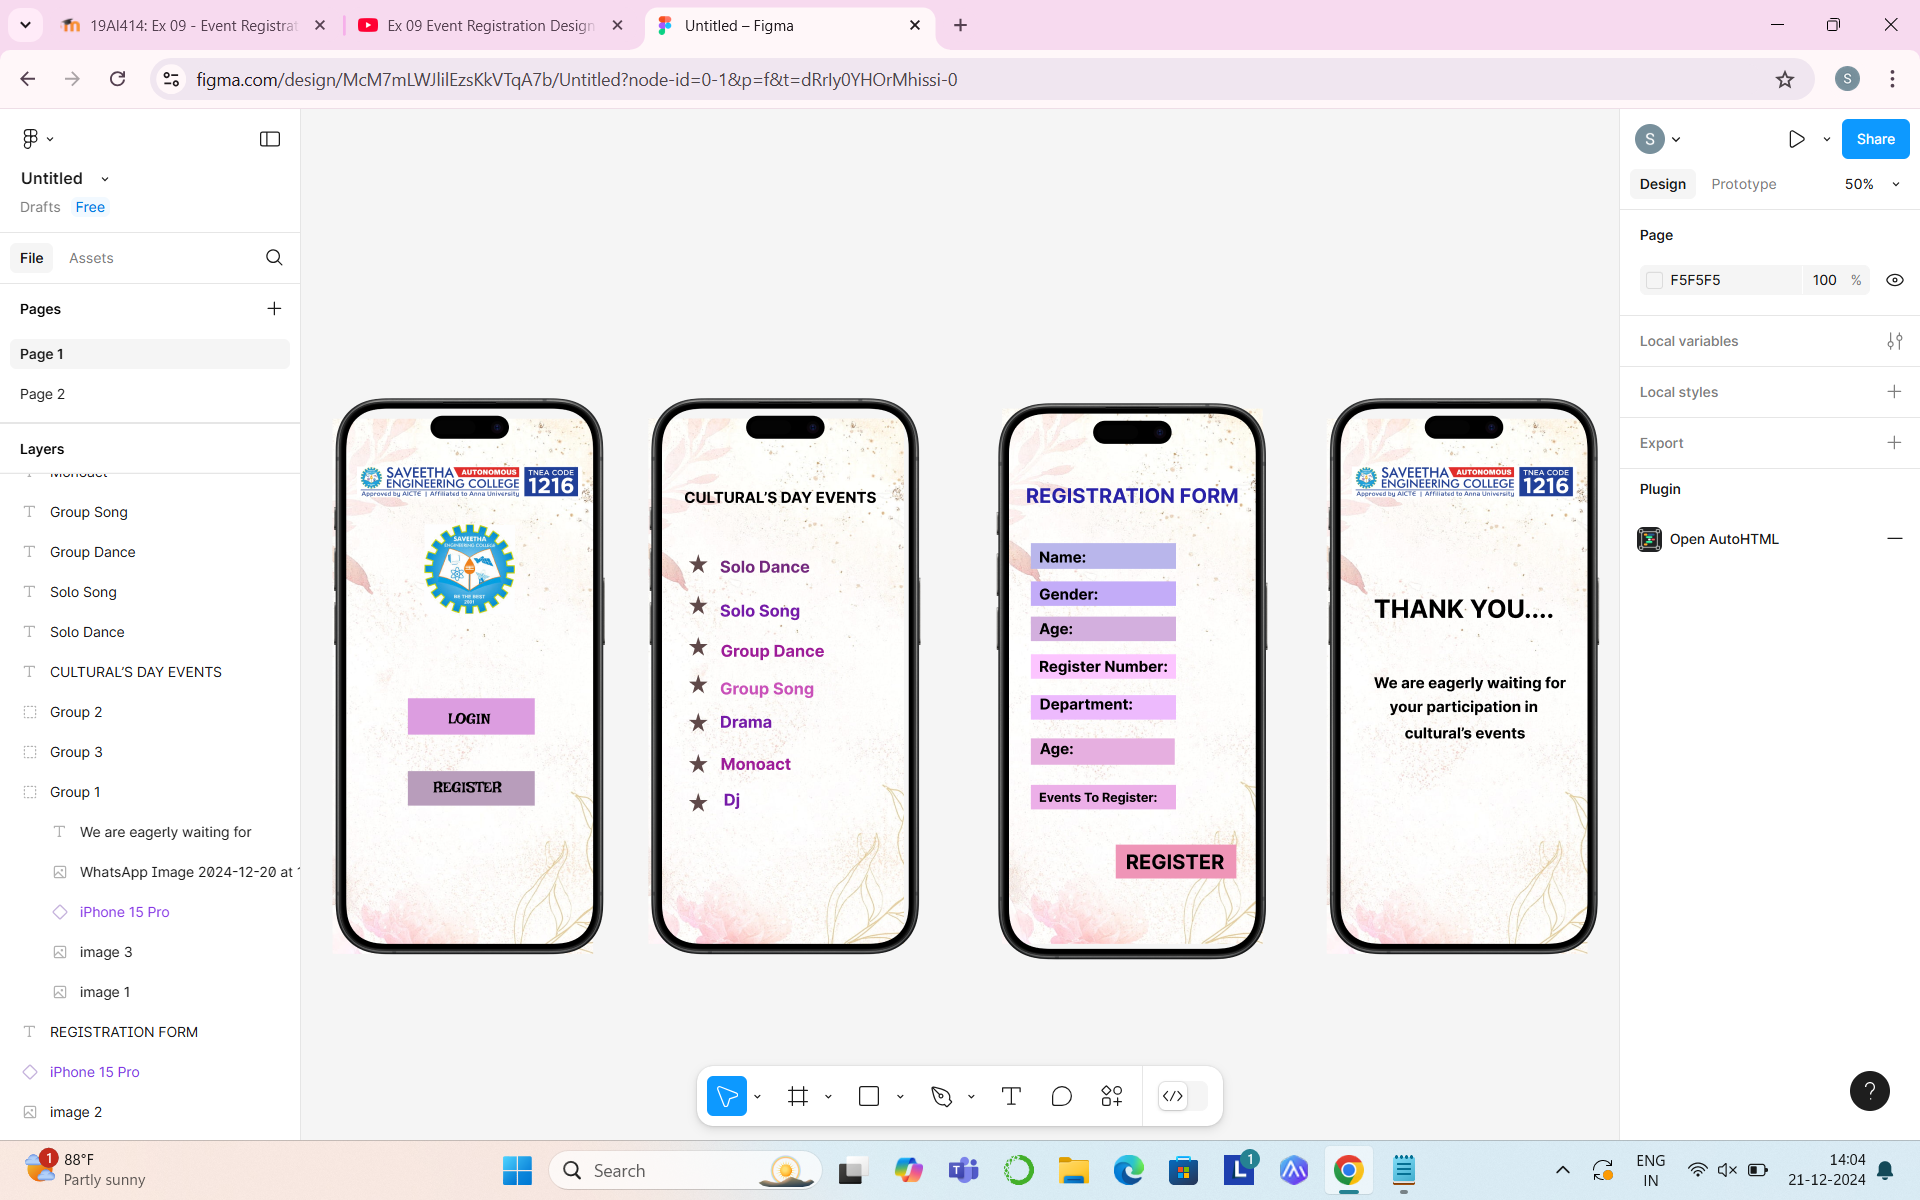 19AI414: Ex 09 - Event Registrat
Ex 09 Event Registration Design
Untitled – Figma
figma.com/design/McM7mLWJlilEzsKkVTqA7b/Untitled?node-id=0-1&p=f&t=dRrly0YHOrMhissi-0
S
Untitled
Drafts Free
File Assets
Pages
Page 1
Page 2
Layers
Monoact
Group Song
Group Dance
Solo Song
Solo Dance
CULTURAL'S DAY EVENTS
Group 2
Group 3
Group 1
We are eagerly waiting for
WhatsApp Image 2024-12-20 at 1
iPhone 15 Pro
image 3
image 1
REGISTRATION FORM
iPhone 15 Pro
image 2
SAVEETHA AUTONOMOUS
ENGINEERING COLLEGE
Approved by AICTE | Affiliated to Anna University
TNEA CODE
1216
SAVEETHA
ENGINEERING COLLEGE
BE THE BEST
2001
LOGIN
REGISTER
CULTURAL'S DAY EVENTS
Solo Dance
Solo Song
Group Dance
Group Song
Drama
Monoact
Dj
REGISTRATION FORM
Name:
Gender:
Age:
Register Number:
Department:
Age:
Events To Register:
REGISTER
SAVEETHA AUTONOMOUS
ENGINEERING COLLEGE
Approved by AICTE | Affiliated to Anna University
TNEA CODE
1216
THANK YOU....
We are eagerly waiting for
your participation in
cultural's events
S
Share
Design Prototype 50%
Page
F5F5F5 100 %
Local variables
Local styles
Export
Plugin
Open AutoHTML
?
1
88°F
Partly sunny
Search
L
1
ENG
IN
14:04
21-12-2024